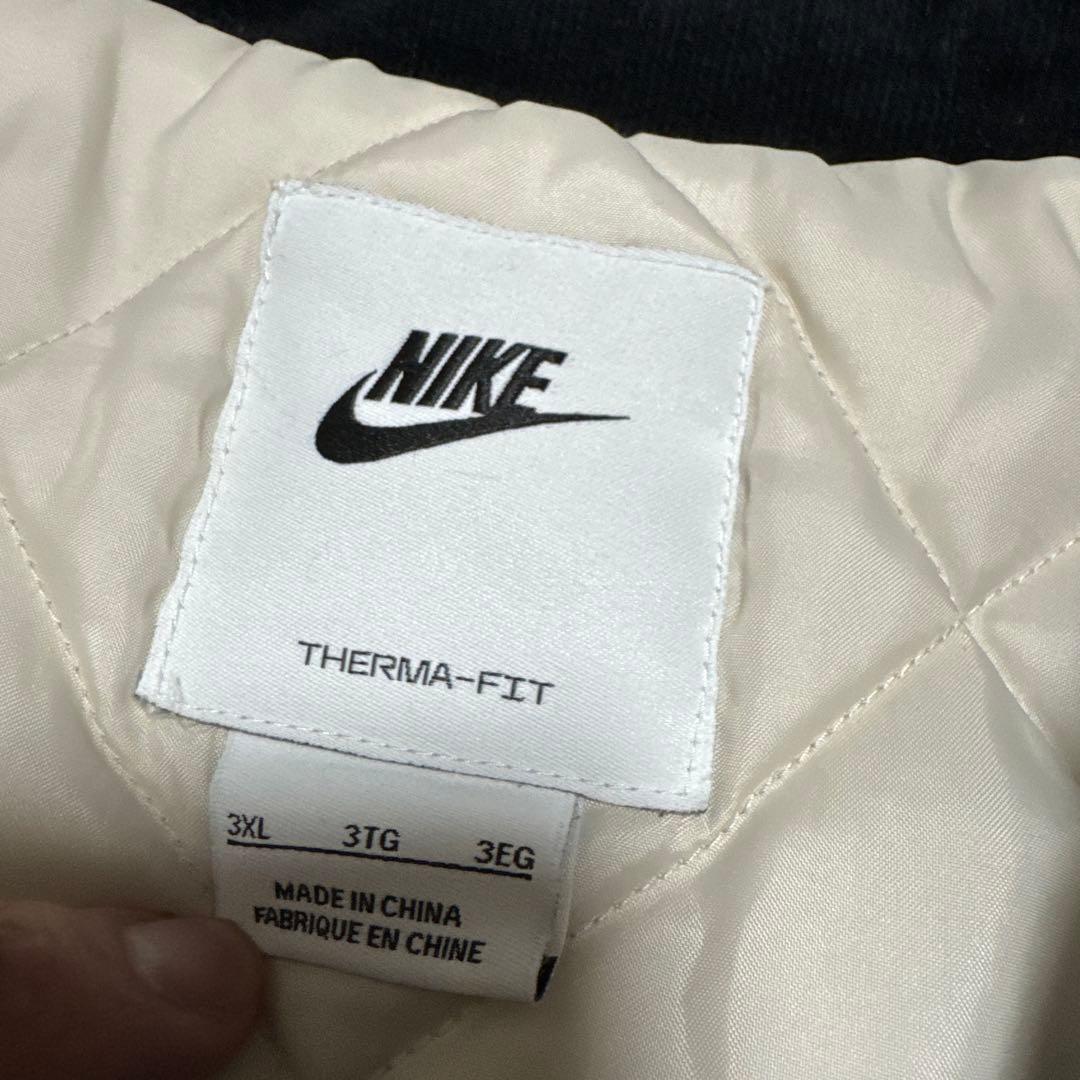 NIKE
THERMA-FIT
3XL 3TG 3EG
MADE IN CHINA
FABRIQUE EN CHINE